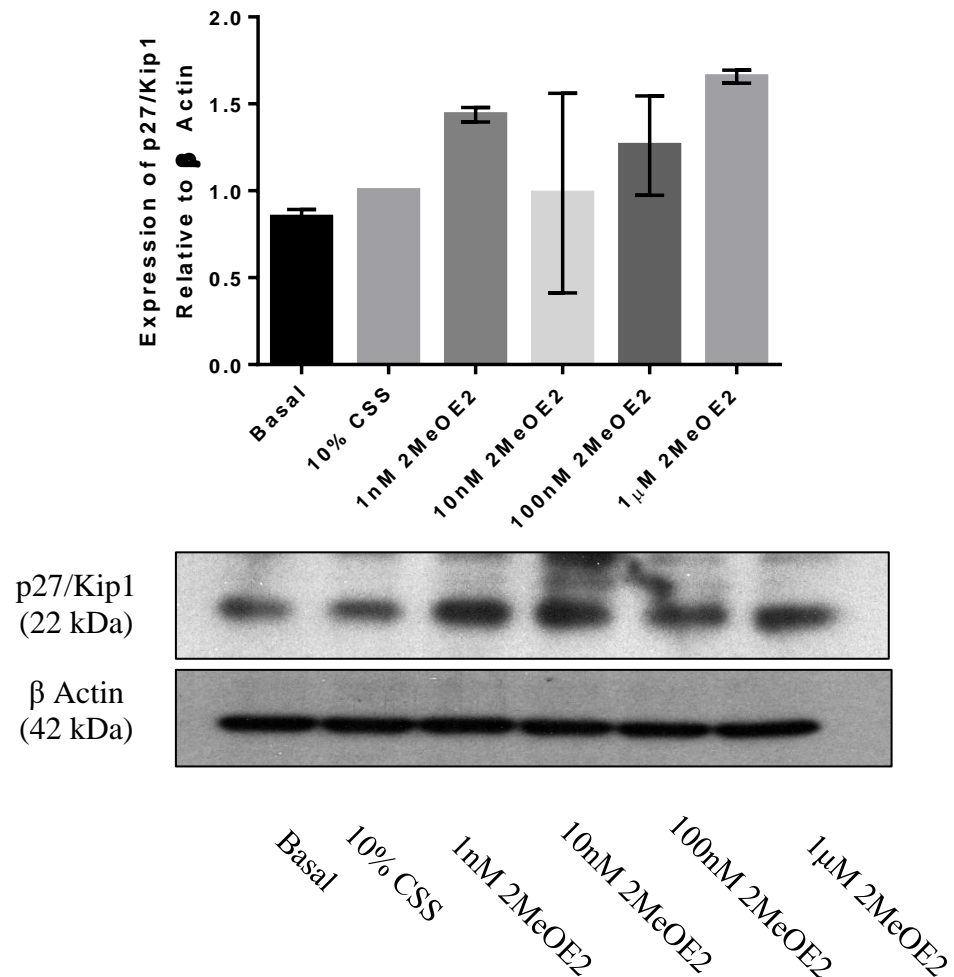 Expression of p27/Kip1
Relative to β Actin
2.0
1.5
1.0
0.5
0.0
Basal
10% CSS
1nM 2MeOE2
10nM 2MeOE2
100nM 2MeOE2
1µM 2MeOE2
p27/Kip1
(22 kDa)
β Actin
(42 kDa)
Basal
10% CSS
1nM 2MeOE2
10nM 2MeOE2
100nM 2MeOE2
1µM 2MeOE2